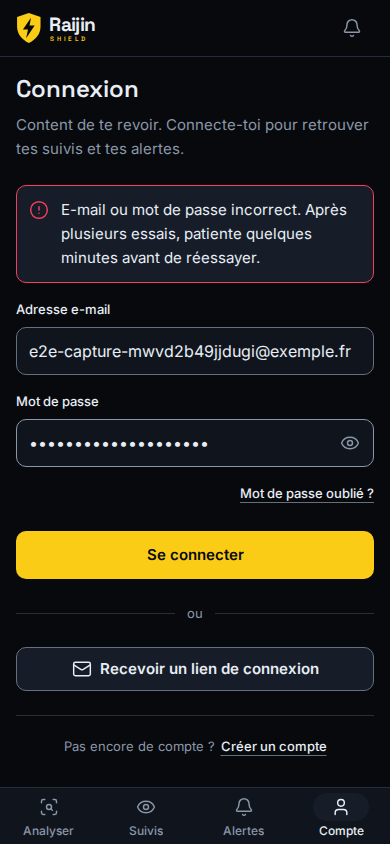 Raijin
SHIELD
Connexion
Content de te revoir. Connecte-toi pour retrouver
tes suivis et tes alertes.
E-mail ou mot de passe incorrect. Après
plusieurs essais, patiente quelques
minutes avant de réessayer.
Adresse e-mail
e2e-capture-mwvd2b49jjdugi@exemple.fr
Mot de passe
••••••••••••••••••••
Mot de passe oublié ?
Se connecter
ou
Recevoir un lien de connexion
Pas encore de compte ? Créer un compte
Analyser Suivis Alertes Compte